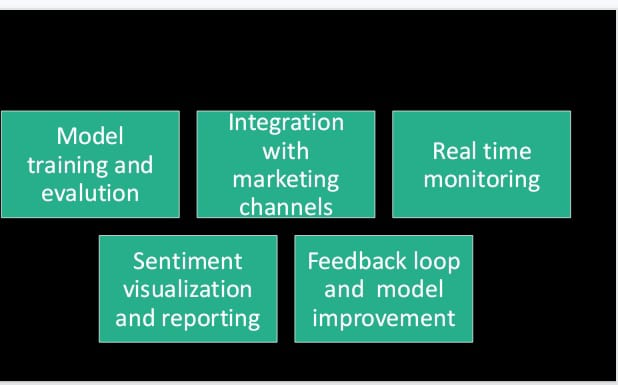 Model
training and
evalution
Integration
with
marketing
channels
Real time
monitoring
Sentiment
visualization
and reporting
Feedback loop
and  model
improvement